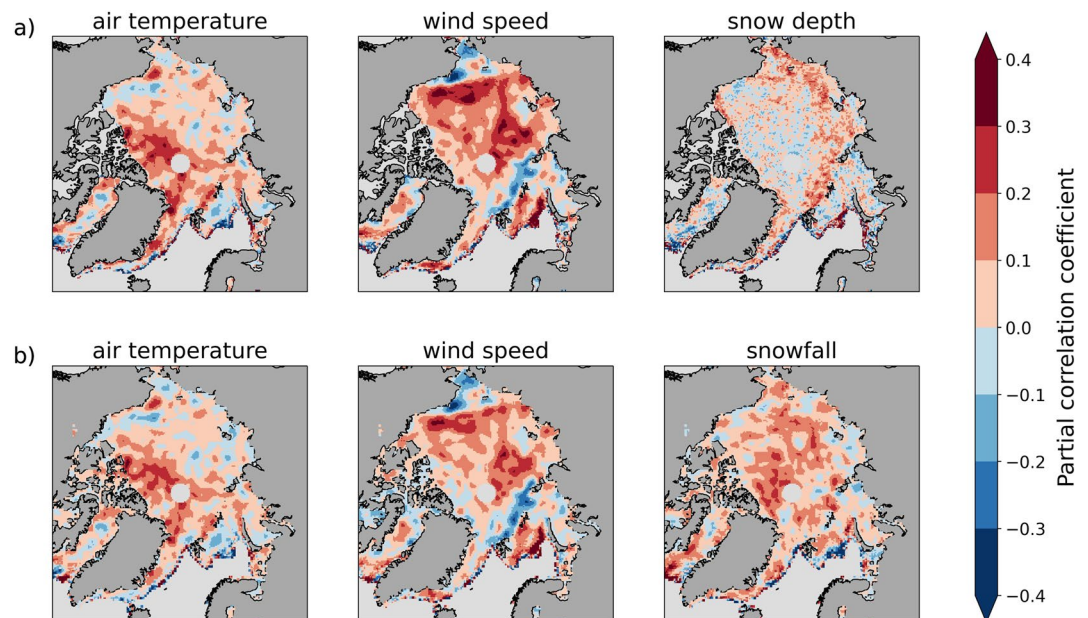 a)
air temperature
wind speed
snow depth
b)
air temperature
wind speed
snowfall
0.4
0.3
0.2
0.1
0.0
−0.1
−0.2
−0.3
−0.4
Partial correlation coefficient